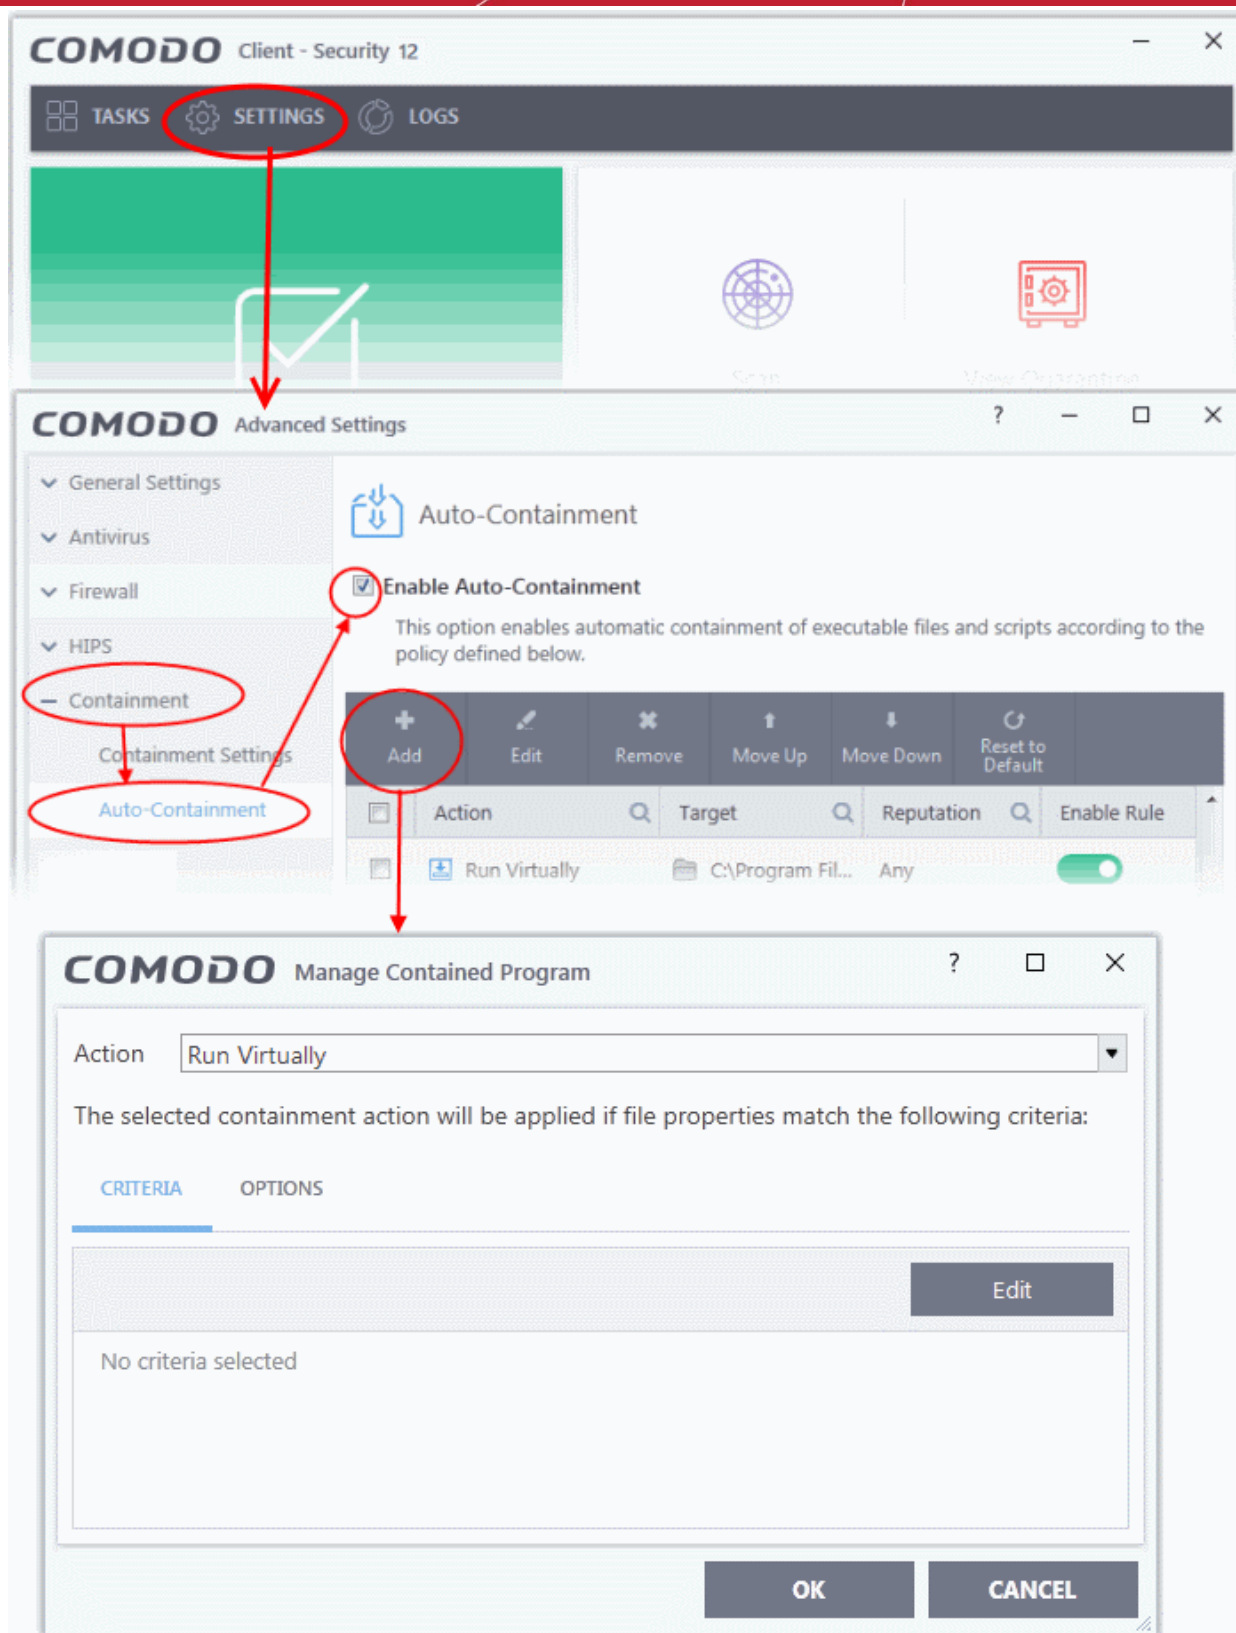 COMODO Client - Security 12
TASKS SETTINGS LOGS
Scan View Quarantine
COMODO Advanced Settings ?
General Settings
Antivirus
Firewall
HIPS
Containment
Containment Settings
Auto-Containment
Auto-Containment
Enable Auto-Containment
This option enables automatic containment of executable files and scripts according to the
policy defined below.
Add Edit Remove Move Up Move Down Reset to
Default
Action Target Reputation Enable Rule
Run Virtually C:\Program Fil... Any
COMODO Manage Contained Program ?
Action Run Virtually
The selected containment action will be applied if file properties match the following criteria:
CRITERIA OPTIONS
Edit
No criteria selected
OK CANCEL